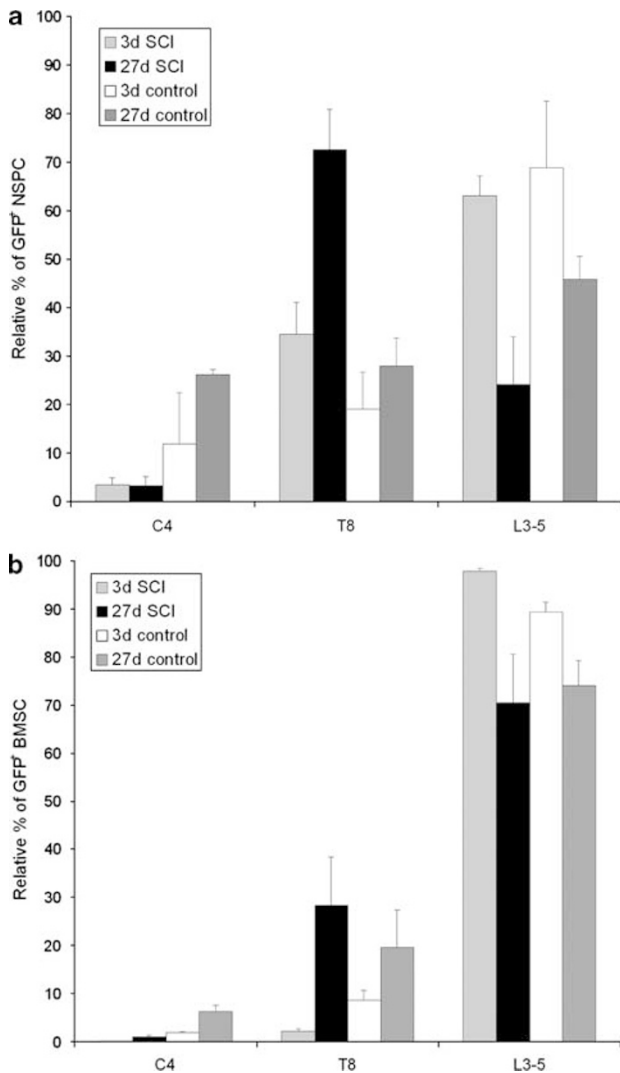 a
100
90
80
70
60
50
40
30
20
10
0
Relative % of GFP⁺ NSPC
3d SCI
27d SCI
3d control
27d control
C4 T8 L3-5
b
100
90
80
70
60
50
40
30
20
10
0
Relative % of GFP⁺ BMSC
3d SCI
27d SCI
3d control
27d control
C4 T8 L3-5